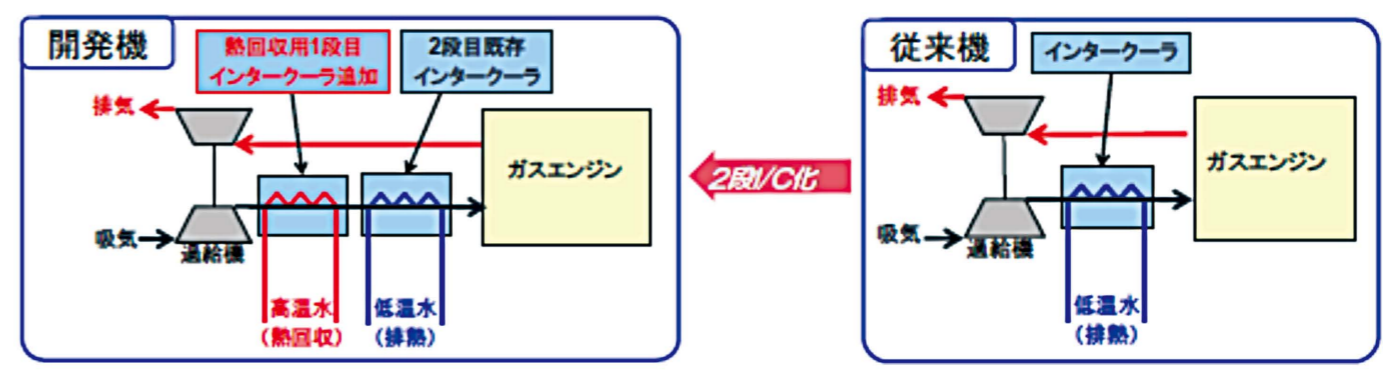 開発機
熱回収用1段目
インタークーラ追加
2段目既存
インタークーラ
排気
ガスエンジン
吸気
過給機
高温水
(熱回収)
低温水
(排熱)
2段I/C化
従来機
インタークーラ
排気
ガスエンジン
吸気
過給機
低温水
(排熱)